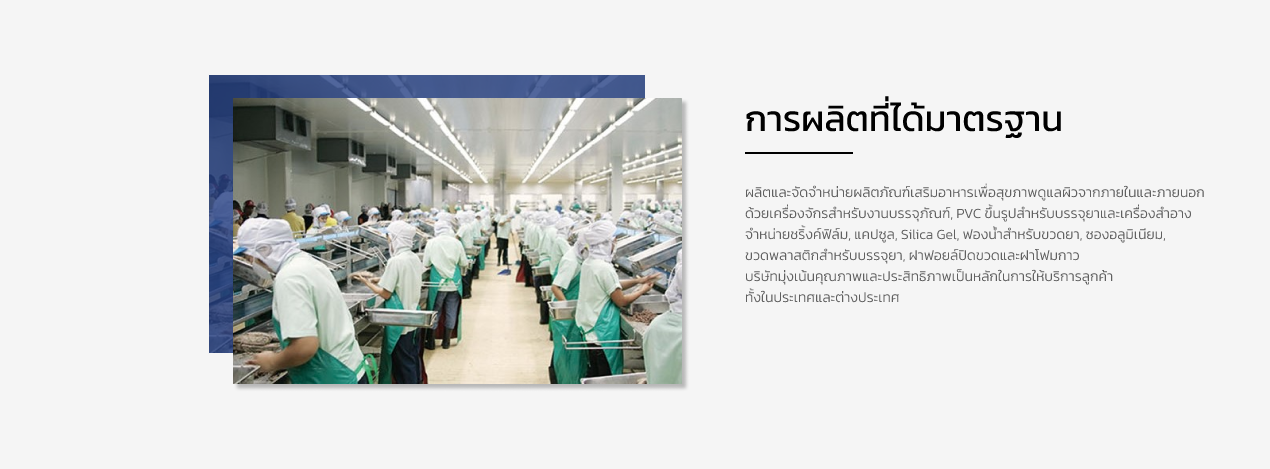 การผลิตที่ได้มาตรฐาน
ผลิตและจัดจำหน่ายผลิตภัณฑ์เสริมอาหารเพื่อสุขภาพดูแลผิวจากภายในและภายนอก
ด้วยเครื่องจักรสำหรับงานบรรจุภัณฑ์, PVC ขึ้นรูปสำหรับบรรจุยาและเครื่องสำอาง
จำหน่ายชริ้งค์ฟิล์ม, แคปซูล, Silica Gel, ฟองน้ำสำหรับขวดยา, ซองอลูมิเนียม,
ขวดพลาสติกสำหรับบรรจุยา, ฝาฟอยล์ปิดขวดและฝาโฟมกาว
บริษัทมุ่งเน้นคุณภาพและประสิทธิภาพเป็นหลักในการให้บริการลูกค้า
ทั้งในประเทศและต่างประเทศ